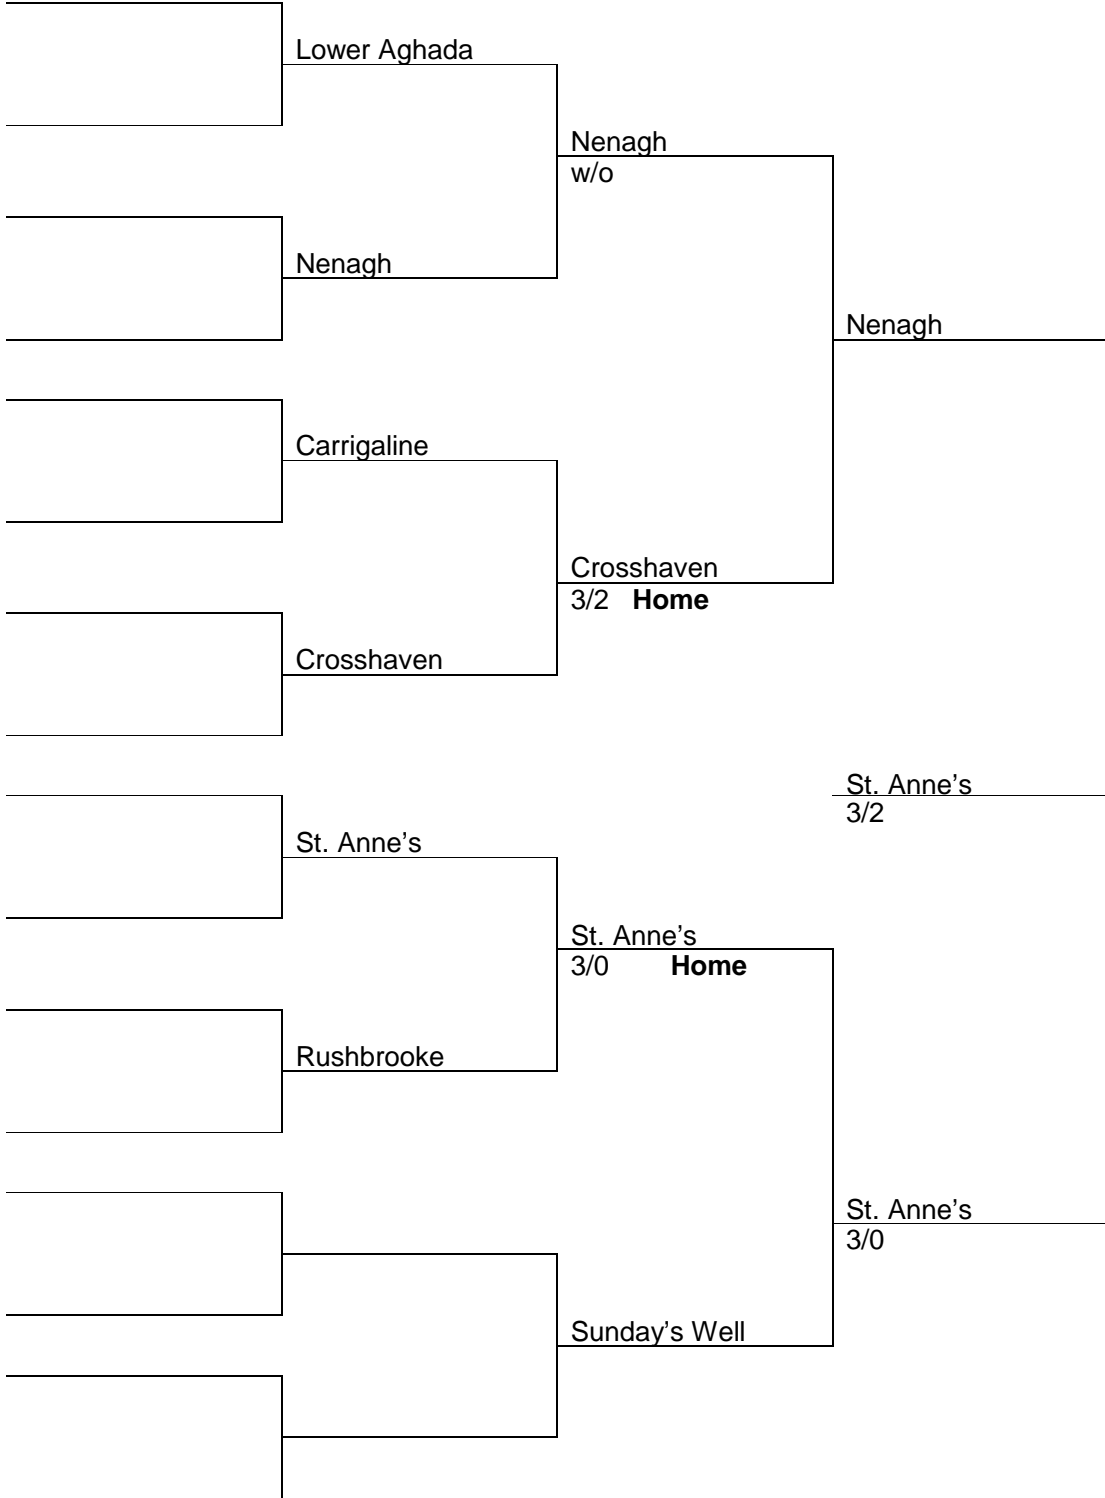 Lower Aghada
Nenagh
w/o
Nenagh
Nenagh
Carrigaline
Crosshaven
3/2 Home
Crosshaven
St. Anne’s
3/2
St. Anne’s
St. Anne’s
3/0 Home
Rushbrooke
St. Anne’s
3/0
Sunday’s Well